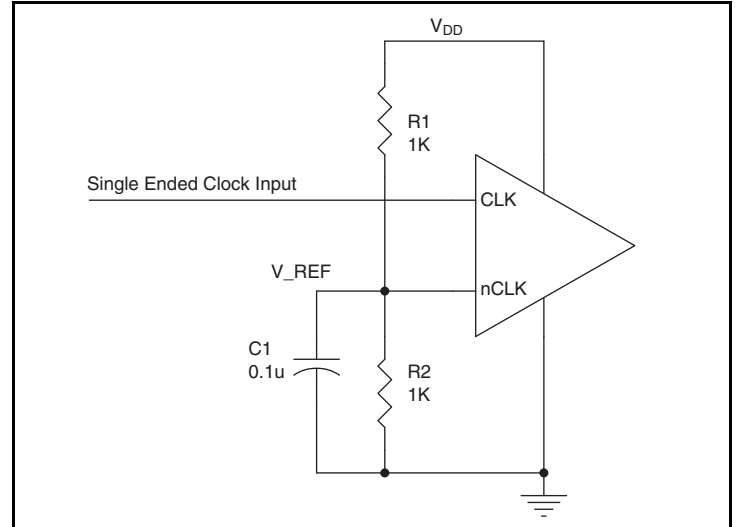 VDD
R1
1K
Single Ended Clock Input
CLK
V_REF
nCLK
C1
0.1u
R2
1K